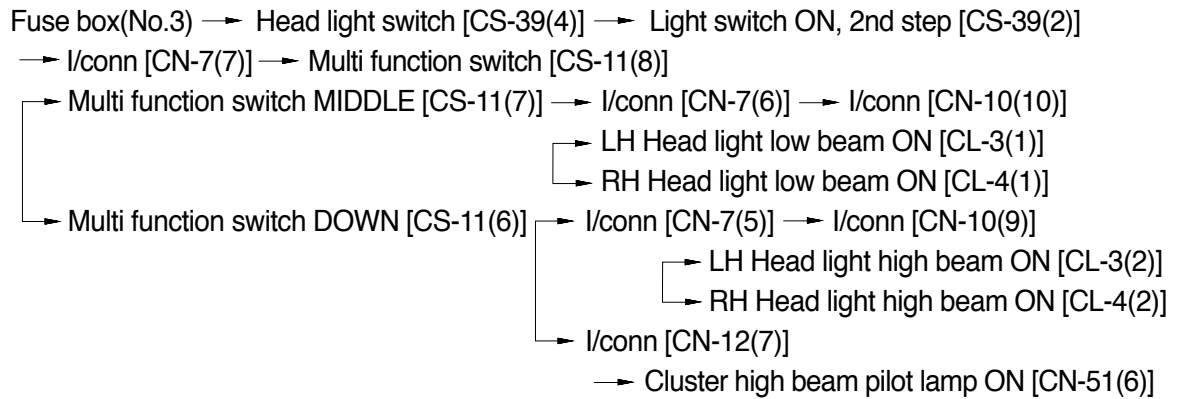 Fuse box(No.3) → Head light switch [CS-39(4)] → Light switch ON, 2nd step [CS-39(2)]
→ I/conn [CN-7(7)] → Multi function switch [CS-11(8)]
→ Multi function switch MIDDLE [CS-11(7)] → I/conn [CN-7(6)] → I/conn [CN-10(10)]
→ LH Head light low beam ON [CL-3(1)]
→ RH Head light low beam ON [CL-4(1)]
→ Multi function switch DOWN [CS-11(6)] → I/conn [CN-7(5)] → I/conn [CN-10(9)]
→ LH Head light high beam ON [CL-3(2)]
→ RH Head light high beam ON [CL-4(2)]
→ I/conn [CN-12(7)]
→ Cluster high beam pilot lamp ON [CN-51(6)]